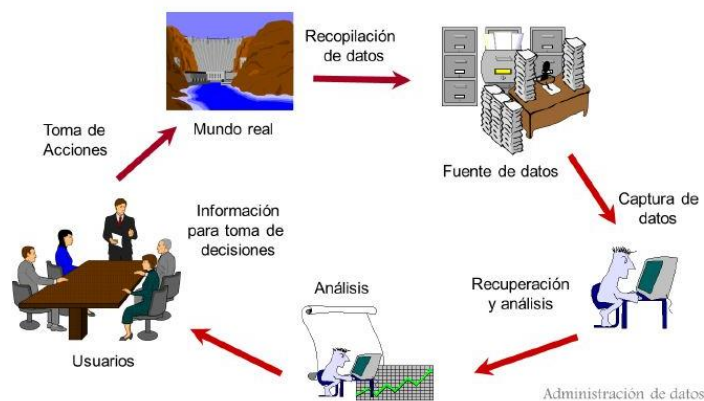 Recopilación
de datos
Toma de
Acciones
Mundo real
Fuente de datos
Captura de
datos
Información
para toma de
decisiones
Análisis
Recuperación
y análisis
Usuarios
Administración de datos